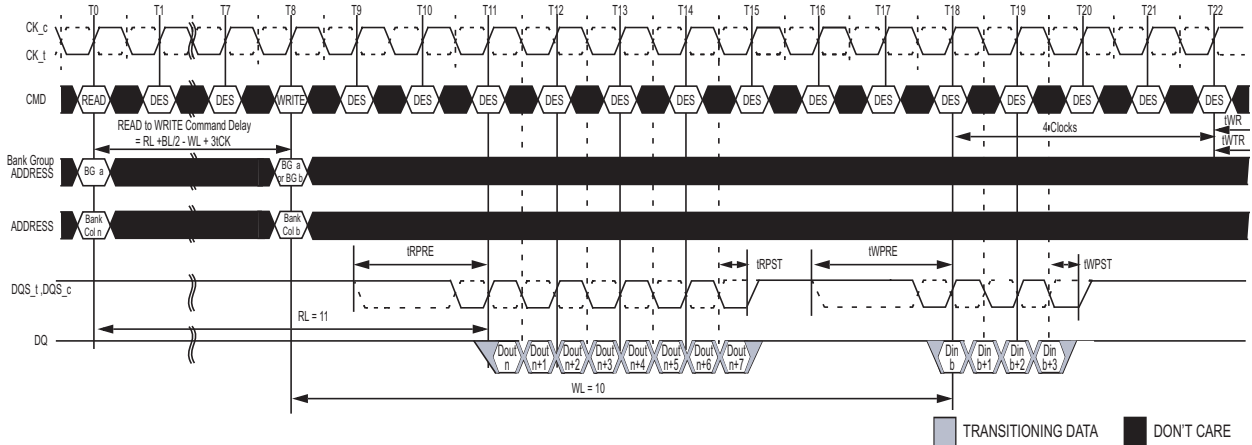 T0 T1 T7 T8 T9 T10 T11 T12 T13 T14 T15 T16 T17 T18 T19 T20 T21 T22
CK_c
CK_t
CMD READ DES DES WRITE DES DES DES DES DES DES DES DES DES DES DES DES DES DES
READ to WRITE Command Delay
= RL +BL/2 - WL + 3tCK
4 Clocks
tWR
tWTR
Bank Group
ADDRESS
BG a
BG a
or BG b
ADDRESS
Bank
Col n
Bank
Col b
tRPRE
tRPST
tWPRE
tWPST
DQS_t ,DQS_c
RL = 11
DQ
Dout
n
Dout
n+1
Dout
n+2
Dout
n+3
Dout
n+4
Dout
n+5
Dout
n+6
Dout
n+7
Din
b
Din
b+1
Din
b+2
Din
b+3
WL = 10
TRANSITIONING DATA
DON'T CARE